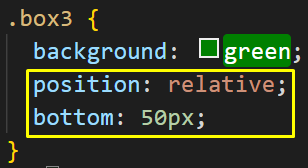 .box3 {
background: green;
position: relative;
bottom: 50px;
}